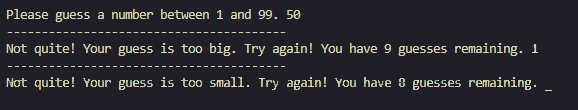 Please guess a number between 1 and 99. 50
----------------------------------------
Not quite! Your guess is too big. Try again! You have 9 guesses remaining. 1
----------------------------------------
Not quite! Your guess is too small. Try again! You have 8 guesses remaining. _